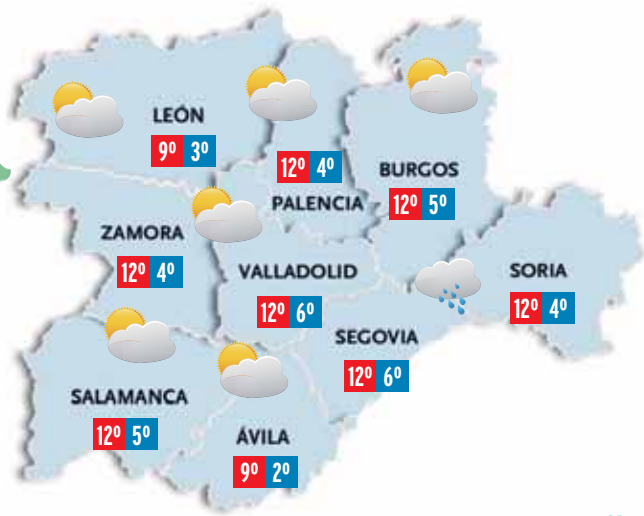 LEÓN
9º 3º
12º 4º
PALENCIA
BURGOS
12º 5º
ZAMORA
12º 4º
VALLADOLID
12º 6º
SORIA
12º 4º
SEGOVIA
12º 6º
SALAMANCA
12º 5º
ÁVILA
9º 2º